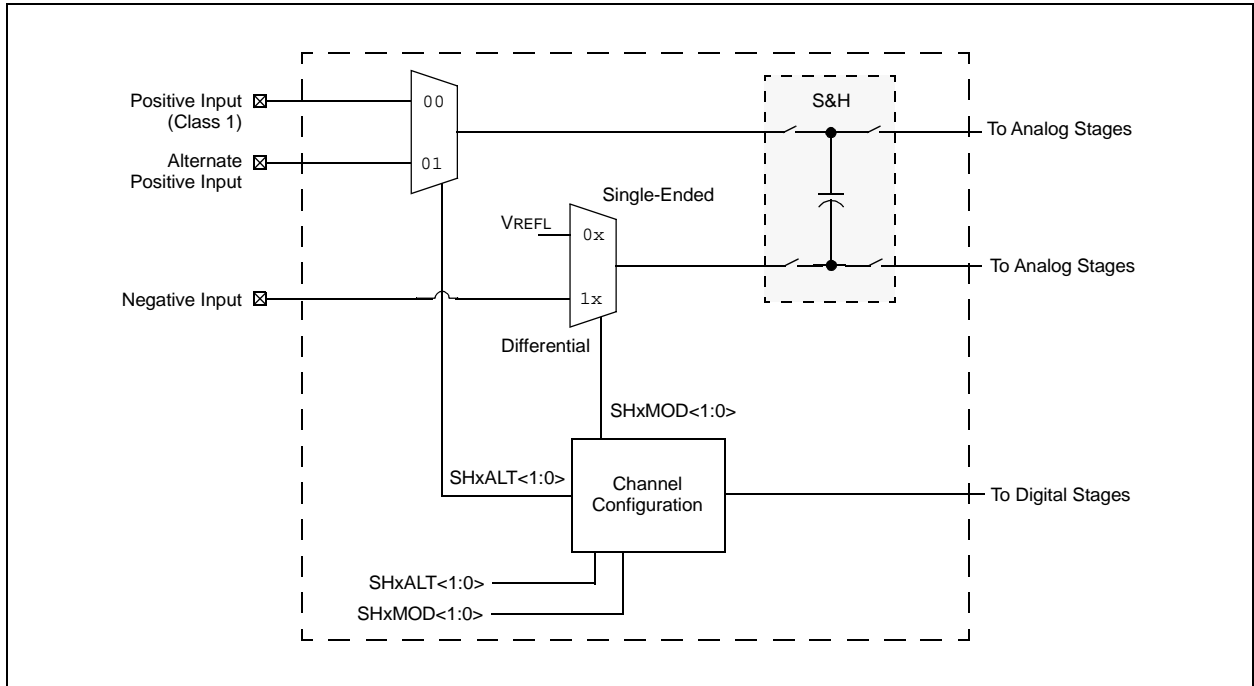 S&H
Positive Input
(Class 1)
00
To Analog Stages
Alternate
Positive Input
01
Single-Ended
VREFL
0x
To Analog Stages
Negative Input
1x
Differential
SHxMOD<1:0>
SHxALT<1:0>
Channel
Configuration
To Digital Stages
SHxALT<1:0>
SHxMOD<1:0>